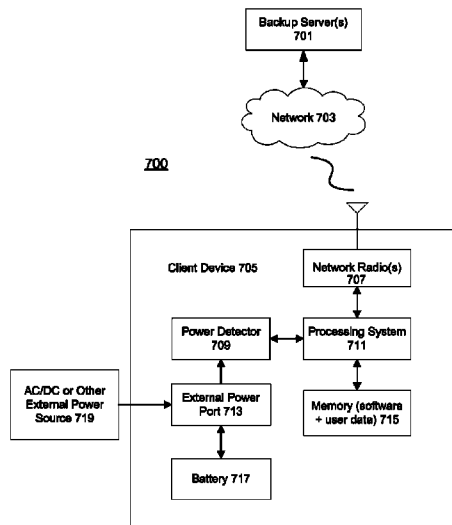 Backup Server(s)
701
Network 703
700
Client Device 705
Network Radio(s)
707
Power Detector
709
Processing System
711
AC/DC or Other
External Power
Source 719
External Power
Port 713
Memory (software
+ user data) 715
Battery 717